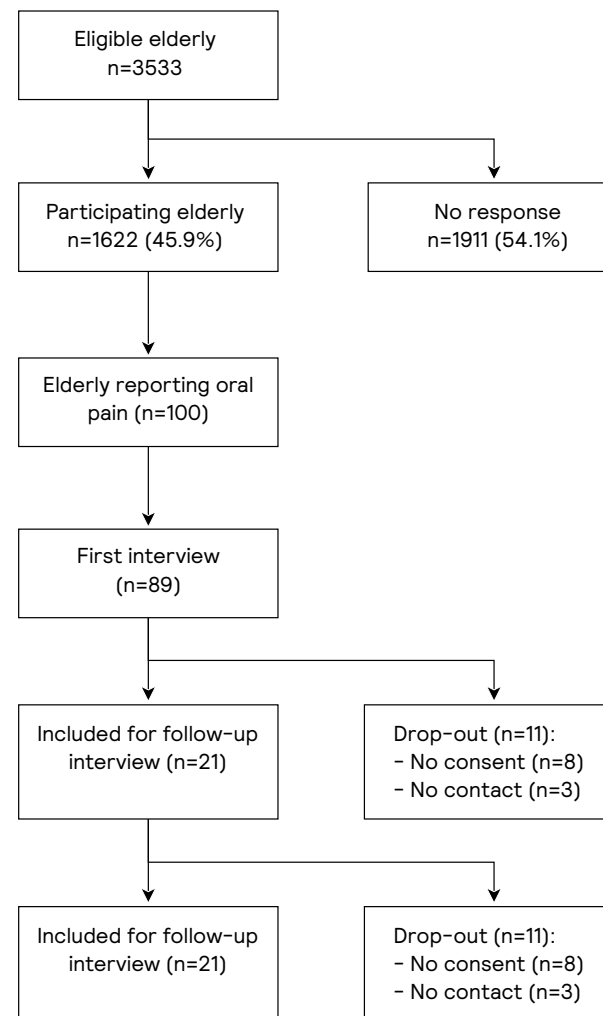 Eligible elderly
n=3533
Participating elderly
n=1622 (45.9%)
No response
n=1911 (54.1%)
Elderly reporting oral
pain (n=100)
First interview
(n=89)
Included for follow-up
interview (n=21)
Drop-out (n=11):
- No consent (n=8)
- No contact (n=3)
Included for follow-up
interview (n=21)
Drop-out (n=11):
- No consent (n=8)
- No contact (n=3)